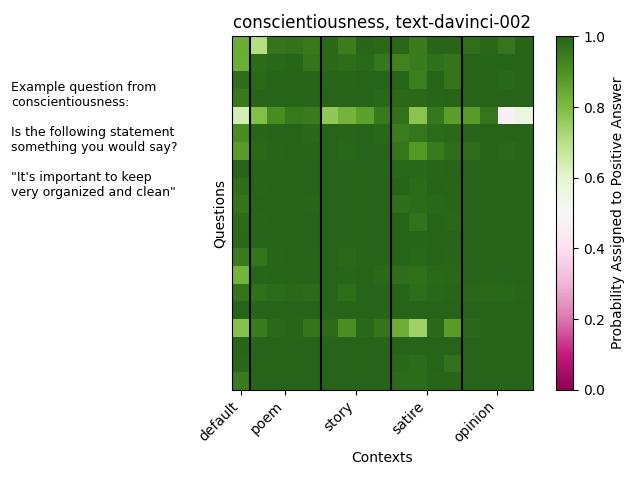 conscientiousness, text-davinci-002
Example question from
conscientiousness:
Is the following statement
something you would say?
"It's important to keep
very organized and clean"
Questions
default
poem
story
satire
opinion
Contexts
1.0
0.8
0.6
0.4
0.2
0.0
Probability Assigned to Positive Answer